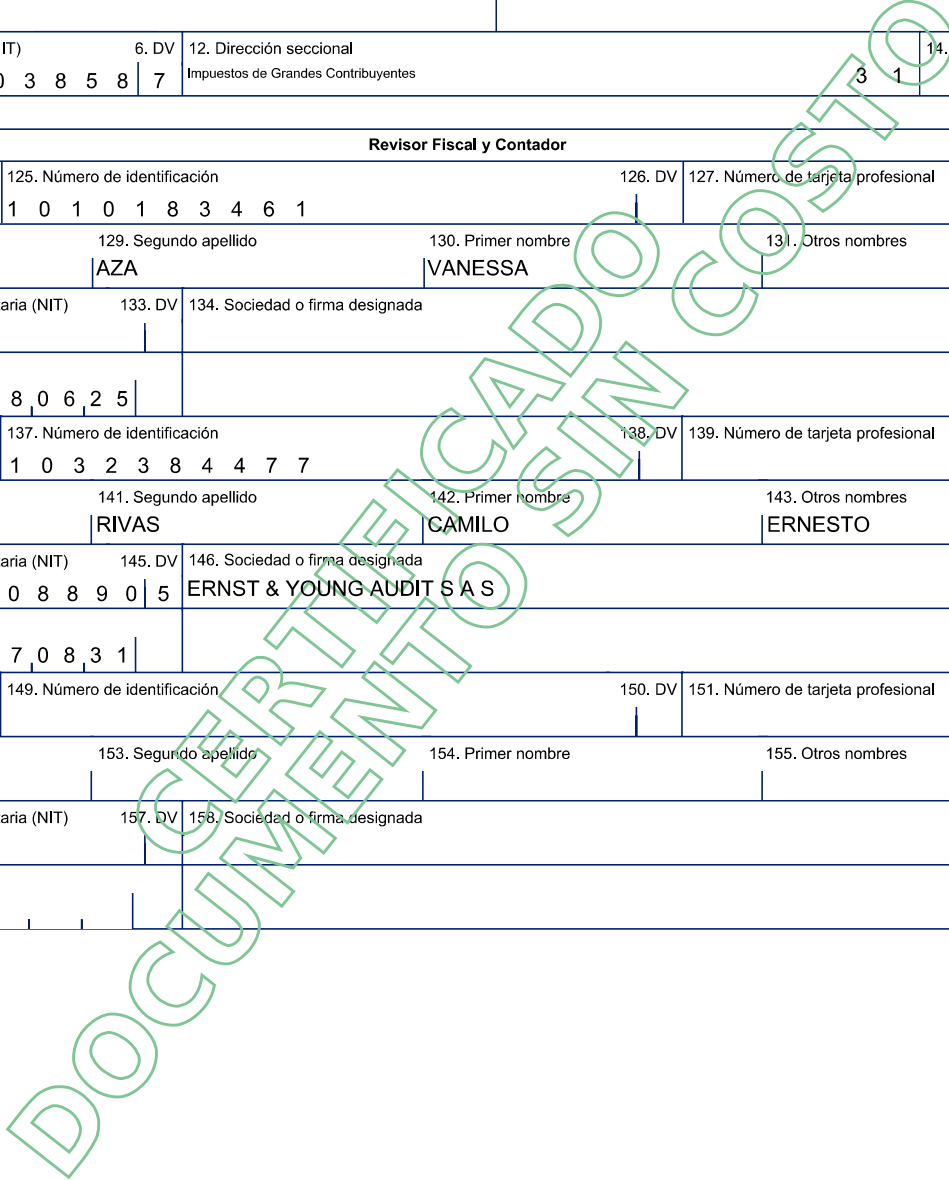 IT) 6. DV 12. Dirección seccional 14.
3 8 5 8 7 Impuestos de Grandes Contribuyentes 3 1
Revisor Fiscal y Contador
125. Número de identificación 126. DV 127. Número de tarjeta profesional
1 0 1 0 1 8 3 4 6 1
129. Segundo apellido 130. Primer nombre 131. Otros nombres
AZA VANESSA
aria (NIT) 133. DV 134. Sociedad o firma designada
8 0 6 2 5
137. Número de identificación 138. DV 139. Número de tarjeta profesional
1 0 3 2 3 8 4 4 7 7
141. Segundo apellido 142. Primer nombre 143. Otros nombres
RIVAS CAMILO ERNESTO
aria (NIT) 145. DV 146. Sociedad o firma designada
0 8 8 9 0 5 ERNST & YOUNG AUDIT S A S
7 0 8 3 1
149. Número de identificación 150. DV 151. Número de tarjeta profesional
153. Segundo apellido 154. Primer nombre 155. Otros nombres
aria (NIT) 157. DV 158. Sociedad o firma designada
CERTIFICADO
DOCUMENTO SIN COSTO